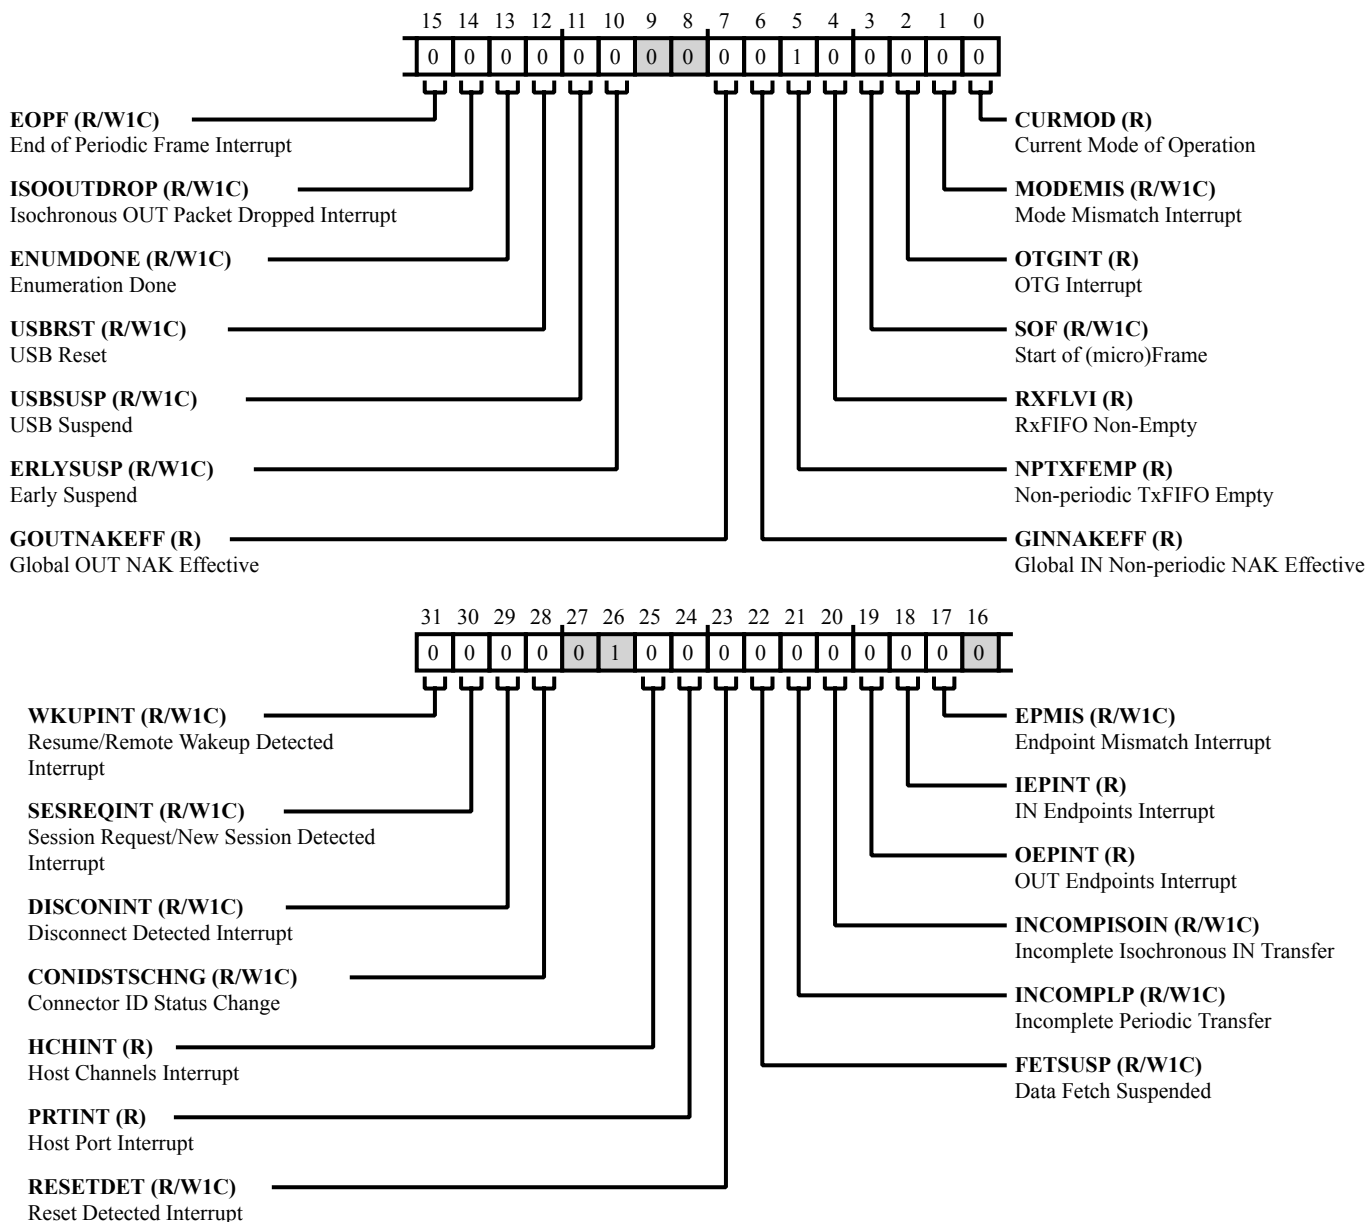 15 14 13 12 11 10 9 8 7 6 5 4 3 2 1 0
0 0 0 0 0 0 0 0 0 0 1 0 0 0 0 0
EOPF (R/W1C)
End of Periodic Frame Interrupt
ISOOUTDROP (R/W1C)
Isochronous OUT Packet Dropped Interrupt
ENUMDONE (R/W1C)
Enumeration Done
USBRST (R/W1C)
USB Reset
USBSUSP (R/W1C)
USB Suspend
ERLYSUSP (R/W1C)
Early Suspend
GOUTNAKEFF (R)
Global OUT NAK Effective
CURMOD (R)
Current Mode of Operation
MODEMIS (R/W1C)
Mode Mismatch Interrupt
OTGINT (R)
OTG Interrupt
SOF (R/W1C)
Start of (micro)Frame
RXFLVI (R)
RxFIFO Non-Empty
NPTXFEMP (R)
Non-periodic TxFIFO Empty
GINNAKEFF (R)
Global IN Non-periodic NAK Effective
31 30 29 28 27 26 25 24 23 22 21 20 19 18 17 16
0 0 0 0 0 1 0 0 0 0 0 0 0 0 0 0
WKUPINT (R/W1C)
Resume/Remote Wakeup Detected
Interrupt
SESREQINT (R/W1C)
Session Request/New Session Detected
Interrupt
DISCONINT (R/W1C)
Disconnect Detected Interrupt
CONIDSTSCHNG (R/W1C)
Connector ID Status Change
HCHINT (R)
Host Channels Interrupt
PRTINT (R)
Host Port Interrupt
RESETDET (R/W1C)
Reset Detected Interrupt
EPMIS (R/W1C)
Endpoint Mismatch Interrupt
IEPINT (R)
IN Endpoints Interrupt
OEPINT (R)
OUT Endpoints Interrupt
INCOMPISOIN (R/W1C)
Incomplete Isochronous IN Transfer
INCOMPLP (R/W1C)
Incomplete Periodic Transfer
FETSUSP (R/W1C)
Data Fetch Suspended